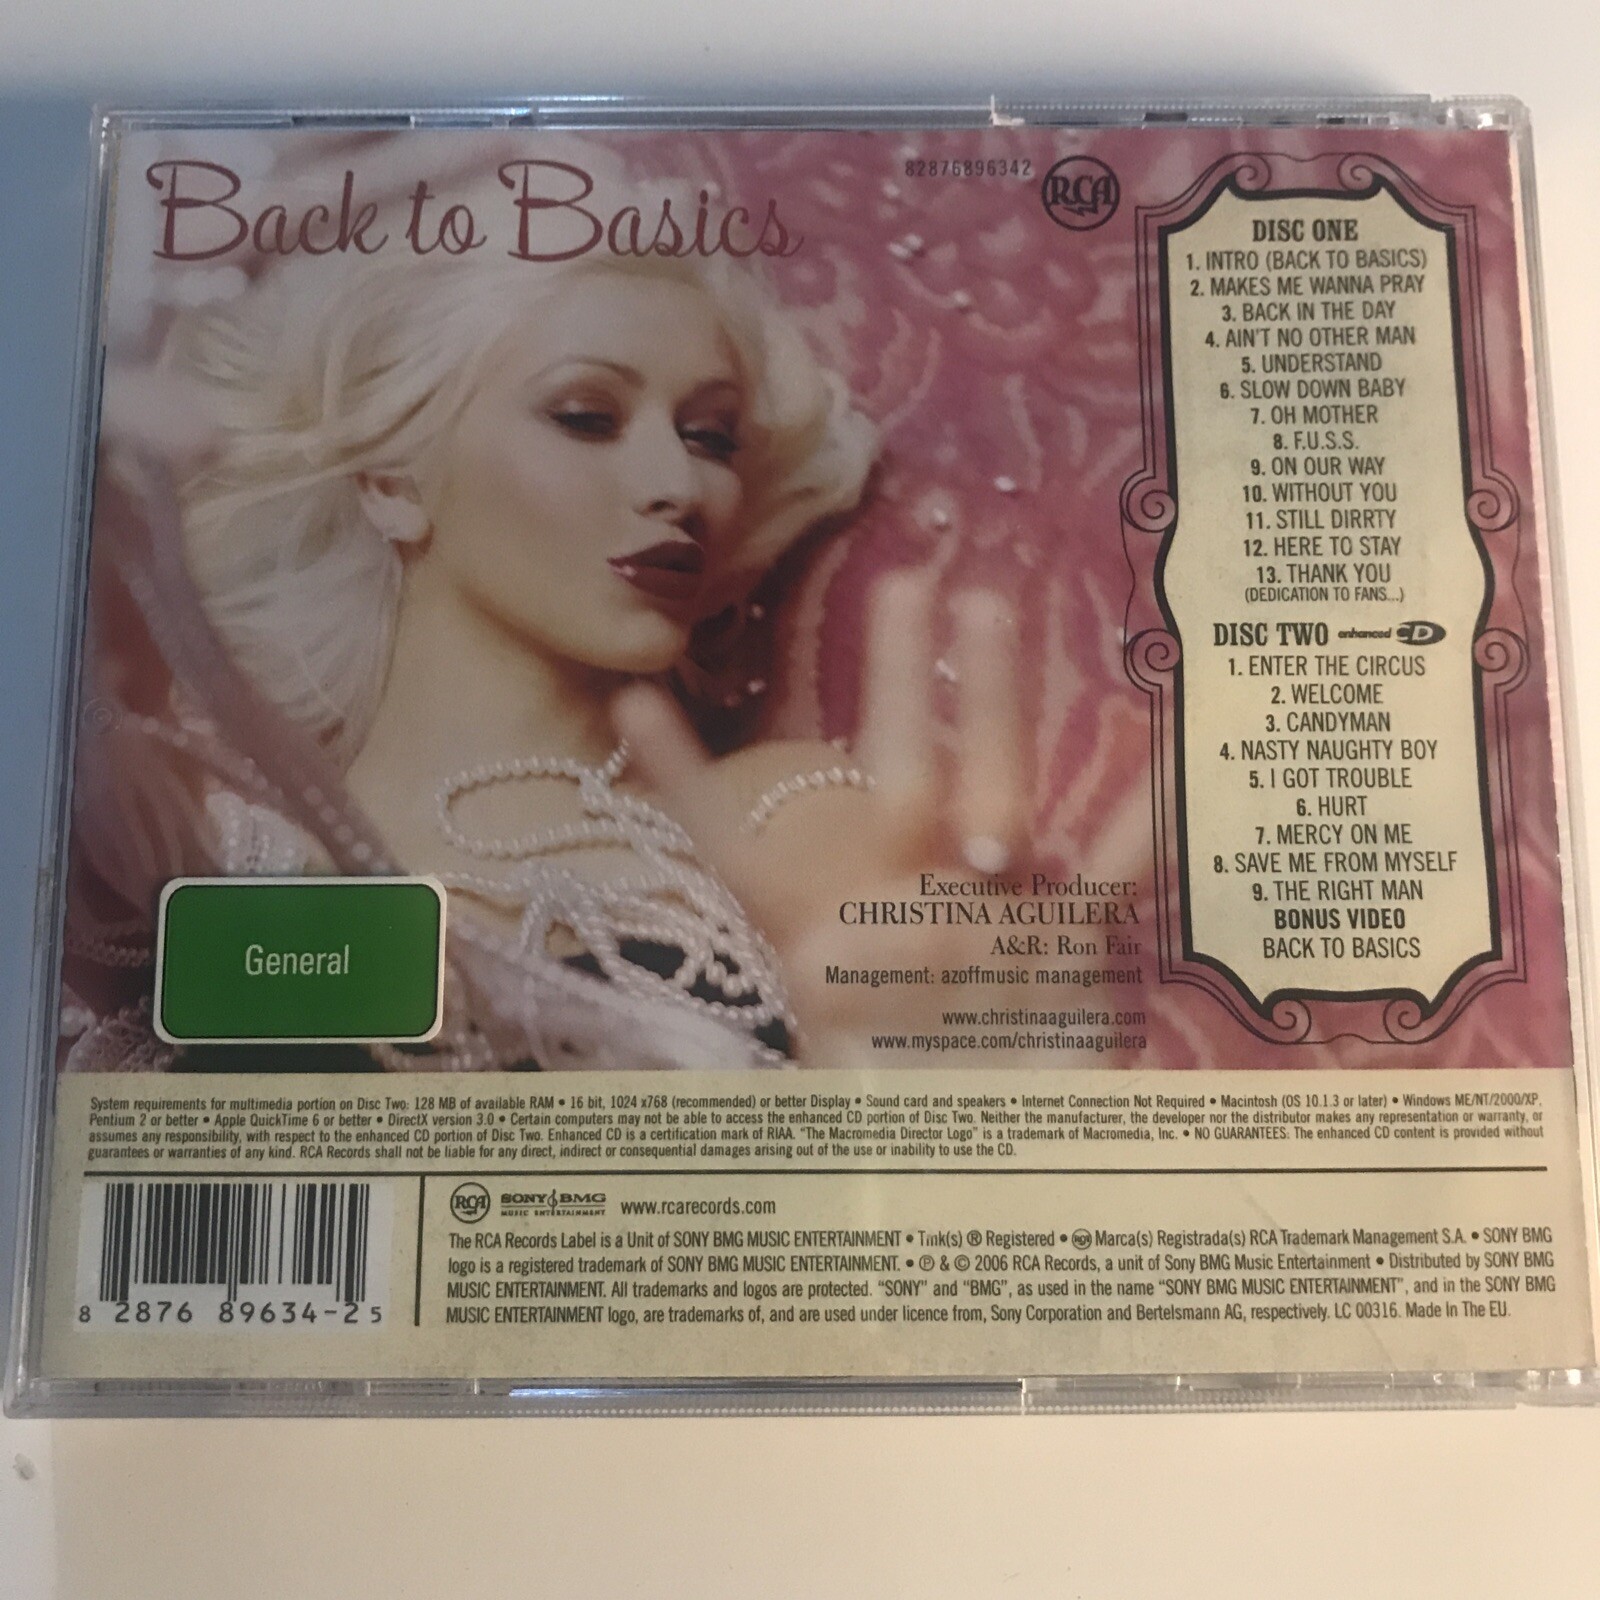 Back to Basics
82876896342
RCA
DISC ONE
1. INTRO (BACK TO BASICS)
2. MAKES ME WANNA PRAY
3. BACK IN THE DAY
4. AIN'T NO OTHER MAN
5. UNDERSTAND
6. SLOW DOWN BABY
7. OH MOTHER
8. F.U.S.S.
9. ON OUR WAY
10. WITHOUT YOU
11. STILL DIRRTY
12. HERE TO STAY
13. THANK YOU
(DEDICATION TO FANS...)
DISC TWO enhanced CD
1. ENTER THE CIRCUS
2. WELCOME
3. CANDYMAN
4. NASTY NAUGHTY BOY
5. I GOT TROUBLE
6. HURT
7. MERCY ON ME
8. SAVE ME FROM MYSELF
9. THE RIGHT MAN
BONUS VIDEO
BACK TO BASICS
General
Executive Producer:
CHRISTINA AGUILERA
A&R: Ron Fair
Management: azoffmusic management
www.christinaaguilera.com
www.myspace.com/christinaaguilera
System requirements for multimedia portion on Disc Two: 128 MB of available RAM • 16 bit, 1024 x768 (recommended) or better Display • Sound card and speakers • Internet Connection Not Required • Macintosh (OS 10.1.3 or later) • Windows ME/NT/2000/XP,
Pentium 2 or better • Apple QuickTime 6 or better • DirectX version 3.0 • Certain computers may not be able to access the enhanced CD portion of Disc Two. Neither the manufacturer, the developer nor the distributor makes any representation or warranty, or
assumes any responsibility, with respect to the enhanced CD portion of Disc Two. Enhanced CD is a certification mark of RIAA. "The Macromedia Director Logo" is a trademark of Macromedia, Inc. • NO GUARANTEES: The enhanced CD content is provided without
guarantees or warranties of any kind. RCA Records shall not be liable for any direct, indirect or consequential damages arising out of the use or inability to use the CD.
8 2876 89634-2 5
RCA SONY BMG MUSIC ENTERTAINMENT www.rcarecords.com
The RCA Records Label is a Unit of SONY BMG MUSIC ENTERTAINMENT • Tmk(s) ® Registered • RCA Marca(s) Registrada(s) RCA Trademark Management S.A. • SONY BMG
logo is a registered trademark of SONY BMG MUSIC ENTERTAINMENT. • ℗ & © 2006 RCA Records, a unit of Sony BMG Music Entertainment • Distributed by SONY BMG
MUSIC ENTERTAINMENT. All trademarks and logos are protected. "SONY" and "BMG", as used in the name "SONY BMG MUSIC ENTERTAINMENT", and in the SONY BMG
MUSIC ENTERTAINMENT logo, are trademarks of, and are used under licence from, Sony Corporation and Bertelsmann AG, respectively. LC 00316. Made In The EU.